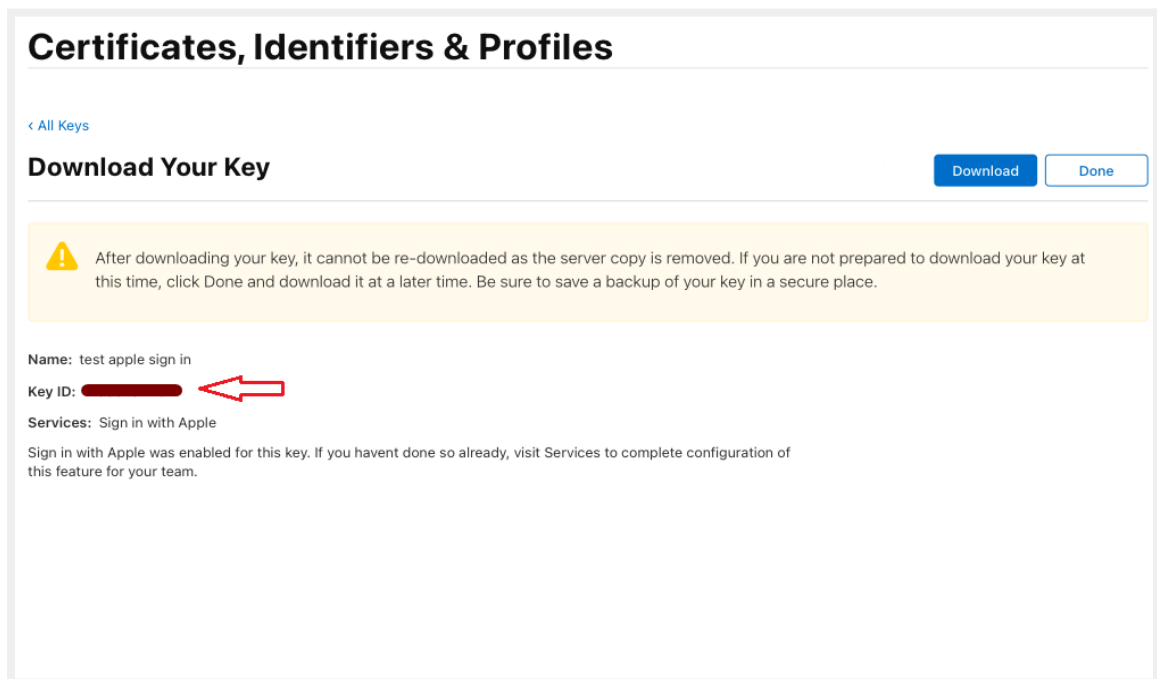 Certificates, Identifiers & Profiles
< All Keys
Download Your Key
Download
Done
After downloading your key, it cannot be re-downloaded as the server copy is removed. If you are not prepared to download your key at
this time, click Done and download it at a later time. Be sure to save a backup of your key in a secure place.
Name: test apple sign in
Key ID:
Services: Sign in with Apple
Sign in with Apple was enabled for this key. If you havent done so already, visit Services to complete configuration of
this feature for your team.